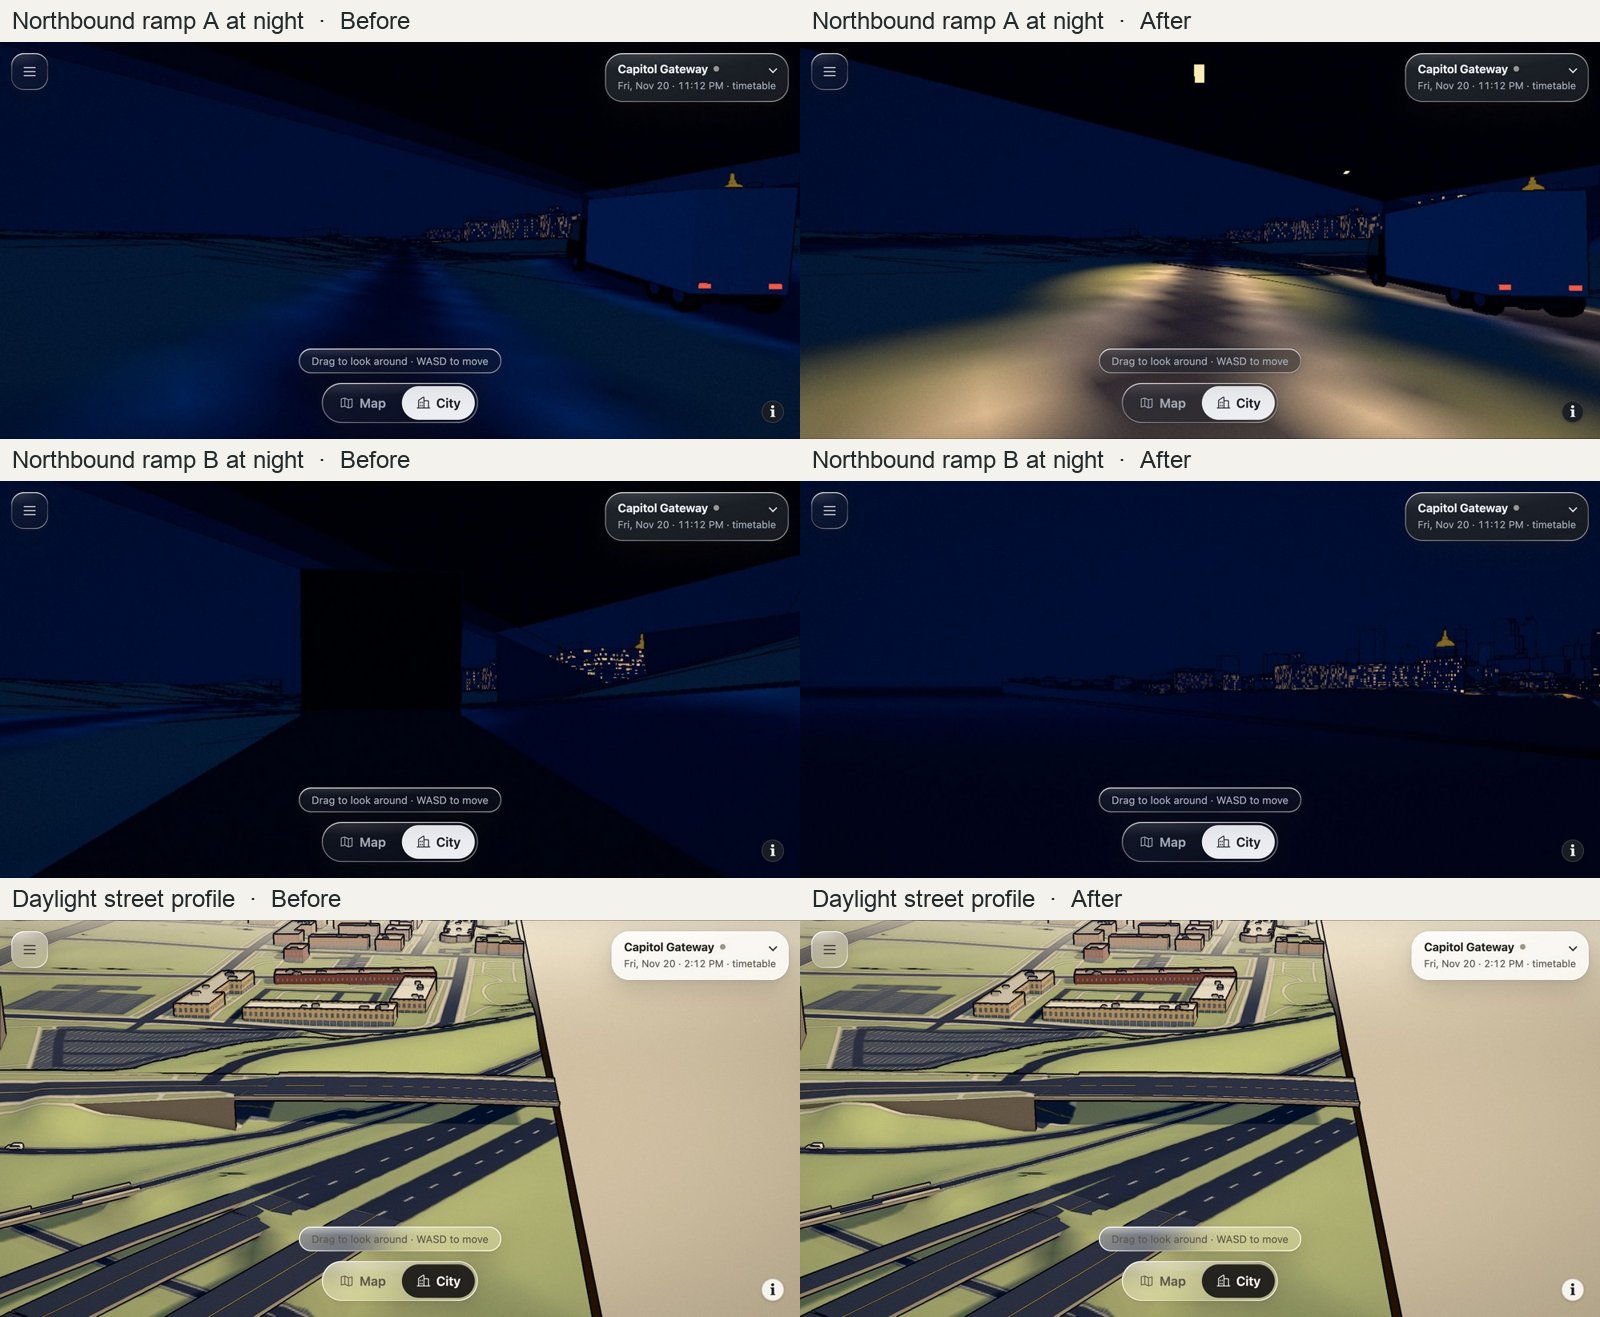 Northbound ramp A at night · Before
Northbound ramp A at night · After
Capitol Gateway
Fri, Nov 20 · 11:12 PM · timetable
Drag to look around · WASD to move
Map
City
Capitol Gateway
Fri, Nov 20 · 11:12 PM · timetable
Drag to look around · WASD to move
Map
City
Northbound ramp B at night · Before
Northbound ramp B at night · After
Capitol Gateway
Fri, Nov 20 · 11:12 PM · timetable
Drag to look around · WASD to move
Map
City
Capitol Gateway
Fri, Nov 20 · 11:12 PM · timetable
Drag to look around · WASD to move
Map
City
Daylight street profile · Before
Daylight street profile · After
Capitol Gateway
Fri, Nov 20 · 2:12 PM · timetable
Drag to look around · WASD to move
Map
City
Capitol Gateway
Fri, Nov 20 · 2:12 PM · timetable
Drag to look around · WASD to move
Map
City